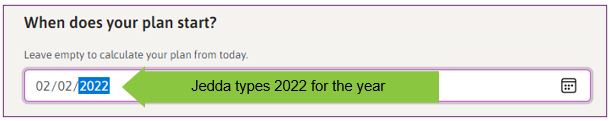 When does your plan start?
Leave empty to calculate your plan from today.
02/02/2022 Jedda types 2022 for the year